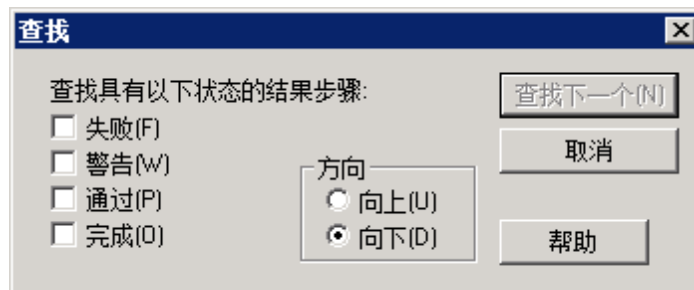 查找
查找具有以下状态的结果步骤:
失败(F)
警告(W)
通过(P)
完成(O)
方向
向上(U)
向下(D)
查找下一个(N)
取消
帮助